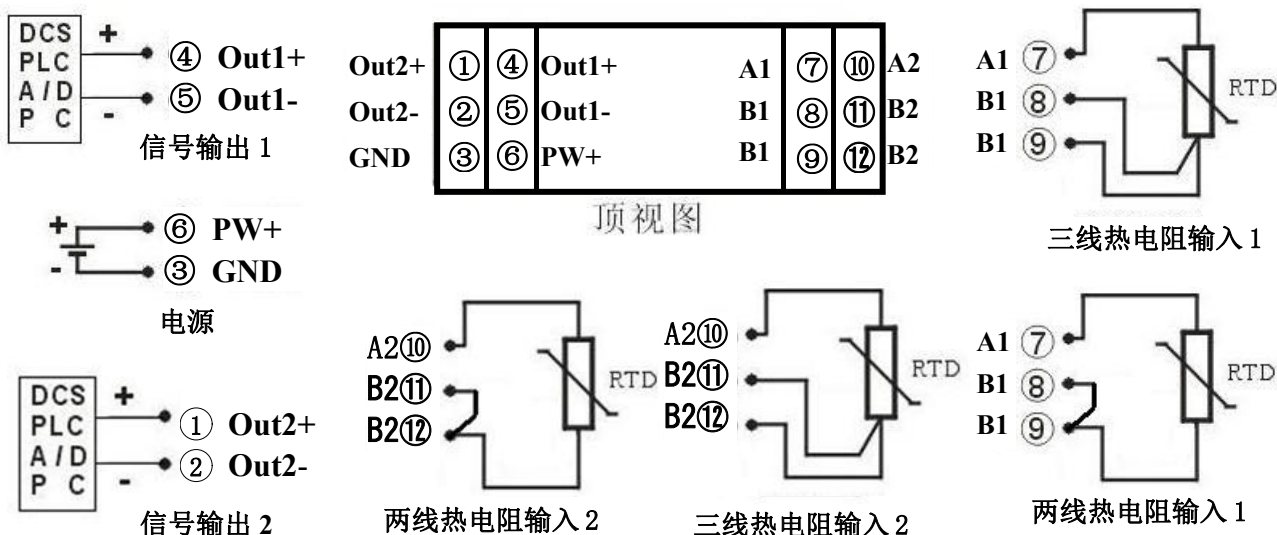 DCS
PLC
A/D
P C
+
-
④ Out1+
⑤ Out1-
信号输出 1
Out2+ ① ④ Out1+ A1 ⑦ ⑩ A2
Out2- ② ⑤ Out1- B1 ⑧ ⑪ B2
GND ③ ⑥ PW+ B1 ⑨ ⑫ B2
顶视图
A1 ⑦
B1 ⑧
B1 ⑨
RTD
三线热电阻输入 1
+
-
⑥ PW+
③ GND
电源
DCS
PLC
A/D
P C
+
-
① Out2+
② Out2-
信号输出 2
A2⑩
B2⑪
B2⑫
RTD
两线热电阻输入 2
A2⑩
B2⑪
B2⑫
RTD
三线热电阻输入 2
A1 ⑦
B1 ⑧
B1 ⑨
RTD
两线热电阻输入 1